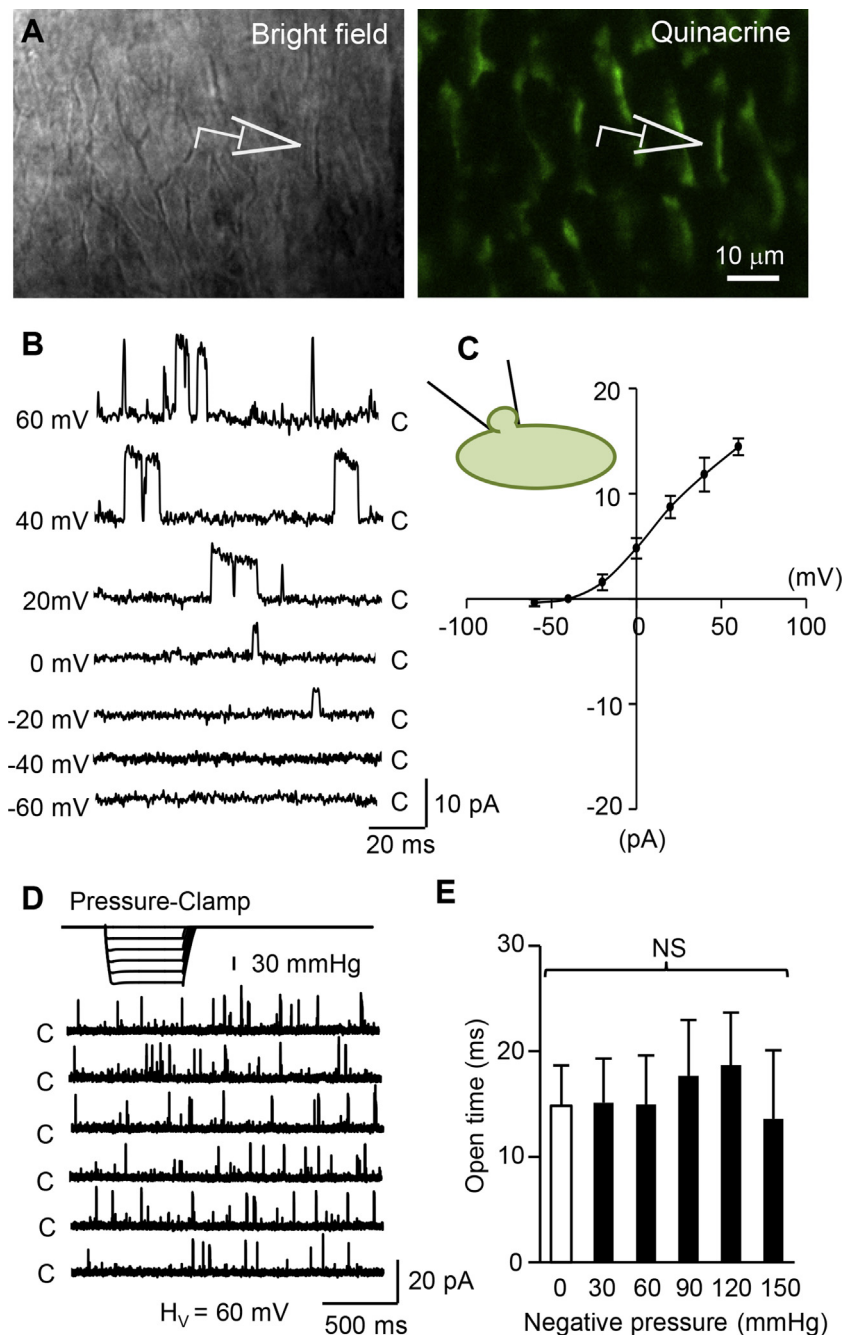 A
Bright field
Quinacrine
10 μm
B
60 mV
C
40 mV
C
20mV
C
0 mV
C
-20 mV
C
-40 mV
C
-60 mV
C
10 pA
20 ms
C
20
10
(mV)
-100
-50
0
50
100
-10
-20
(pA)
D
Pressure-Clamp
30 mmHg
C
C
C
C
C
C
20 pA
H_V = 60 mV
500 ms
E
30
NS
20
Open time (ms)
10
0
0 30 60 90 120 150
Negative pressure (mmHg)